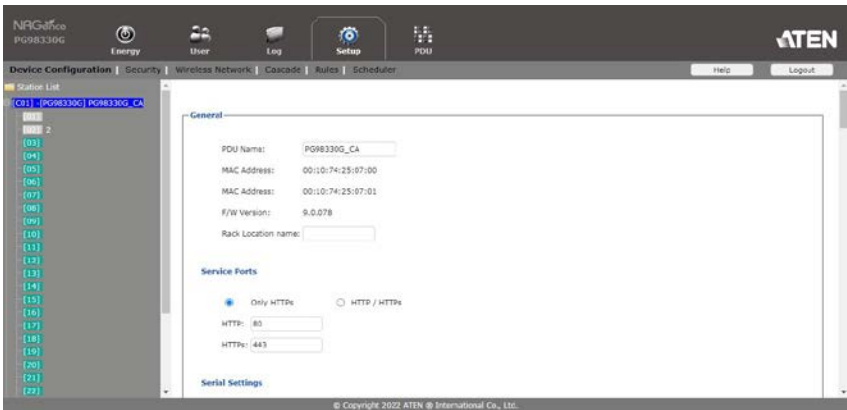 NRGence
PG98330G
Energy
User
Log
Setup
PDU
ATEN
Device Configuration | Security | Wireless Network | Cascade | Rules | Scheduler
Help
Logout
Station List
[C01] -[PG98330G] PG98330G_CA
[01]
[02] 2
[03]
[04]
[05]
[06]
[07]
[08]
[09]
[10]
[11]
[12]
[13]
[14]
[15]
[16]
[17]
[18]
[19]
[20]
[21]
[22]
General
PDU Name: PG98330G_CA
MAC Address: 00:10:74:25:07:00
MAC Address: 00:10:74:25:07:01
F/W Version: 9.0.078
Rack Location name:
Service Ports
Only HTTPs
HTTP / HTTPs
HTTP: 80
HTTPs: 443
Serial Settings
© Copyright 2022 ATEN ® International Co., Ltd.